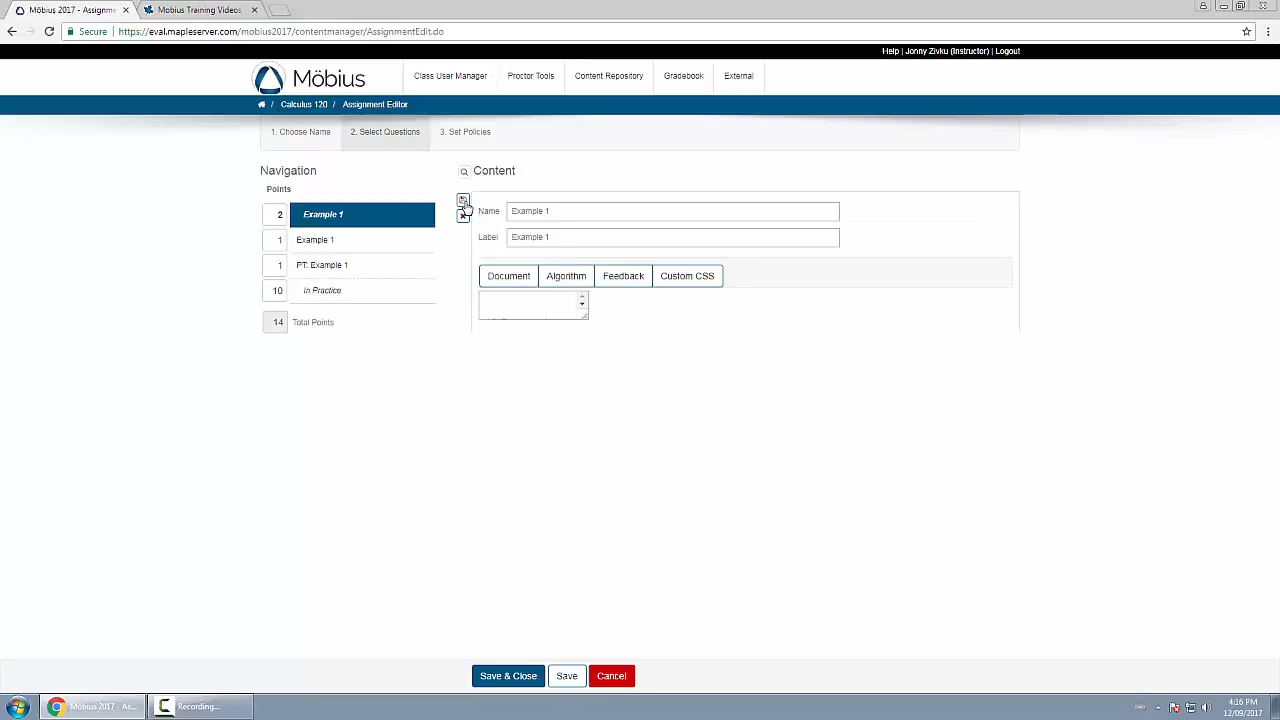 Möbius 2017 - Assignme
Mobius Training Videos
Secure
https://eval.mapleserver.com/mobius2017/contentmanager/AssignmentEdit.do
Help | Jonny Zivku (Instructor) | Logout
Möbius
Class User Manager
Proctor Tools
Content Repository
Gradebook
External
/ Calculus 120 / Assignment Editor
1. Choose Name
2. Select Questions
3. Set Policies
Navigation
Content
Points
2 Example 1
Name Example 1
1 Example 1
Label Example 1
1 PT: Example 1
Document
Algorithm
Feedback
Custom CSS
10 in Practice
14 Total Points
Save & Close
Save
Cancel
Möbius 2017 - As...
Recording...
4:16 PM
12/09/2017